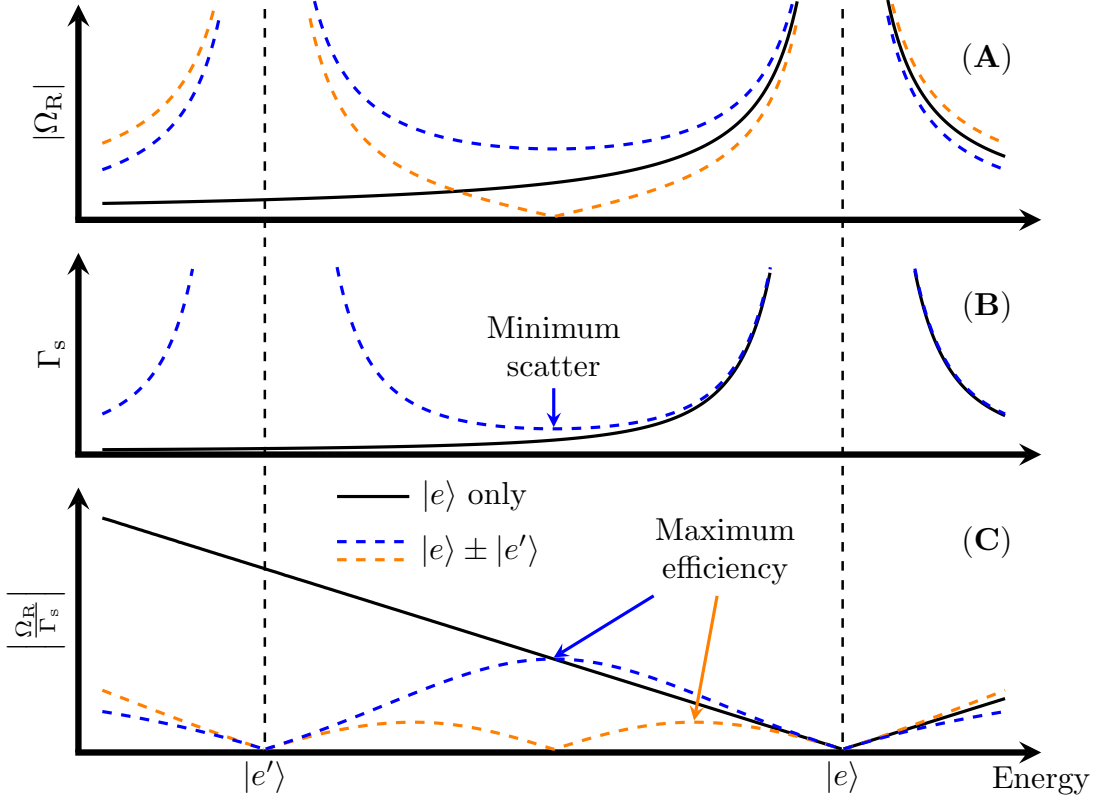 (A)
|Ω_R|
(B)
Γ_s
Minimum
scatter
|e⟩ only
|e⟩ ± |e′⟩
Maximum
efficiency
(C)
|Ω_R/Γ_s|
|e′⟩
|e⟩
Energy